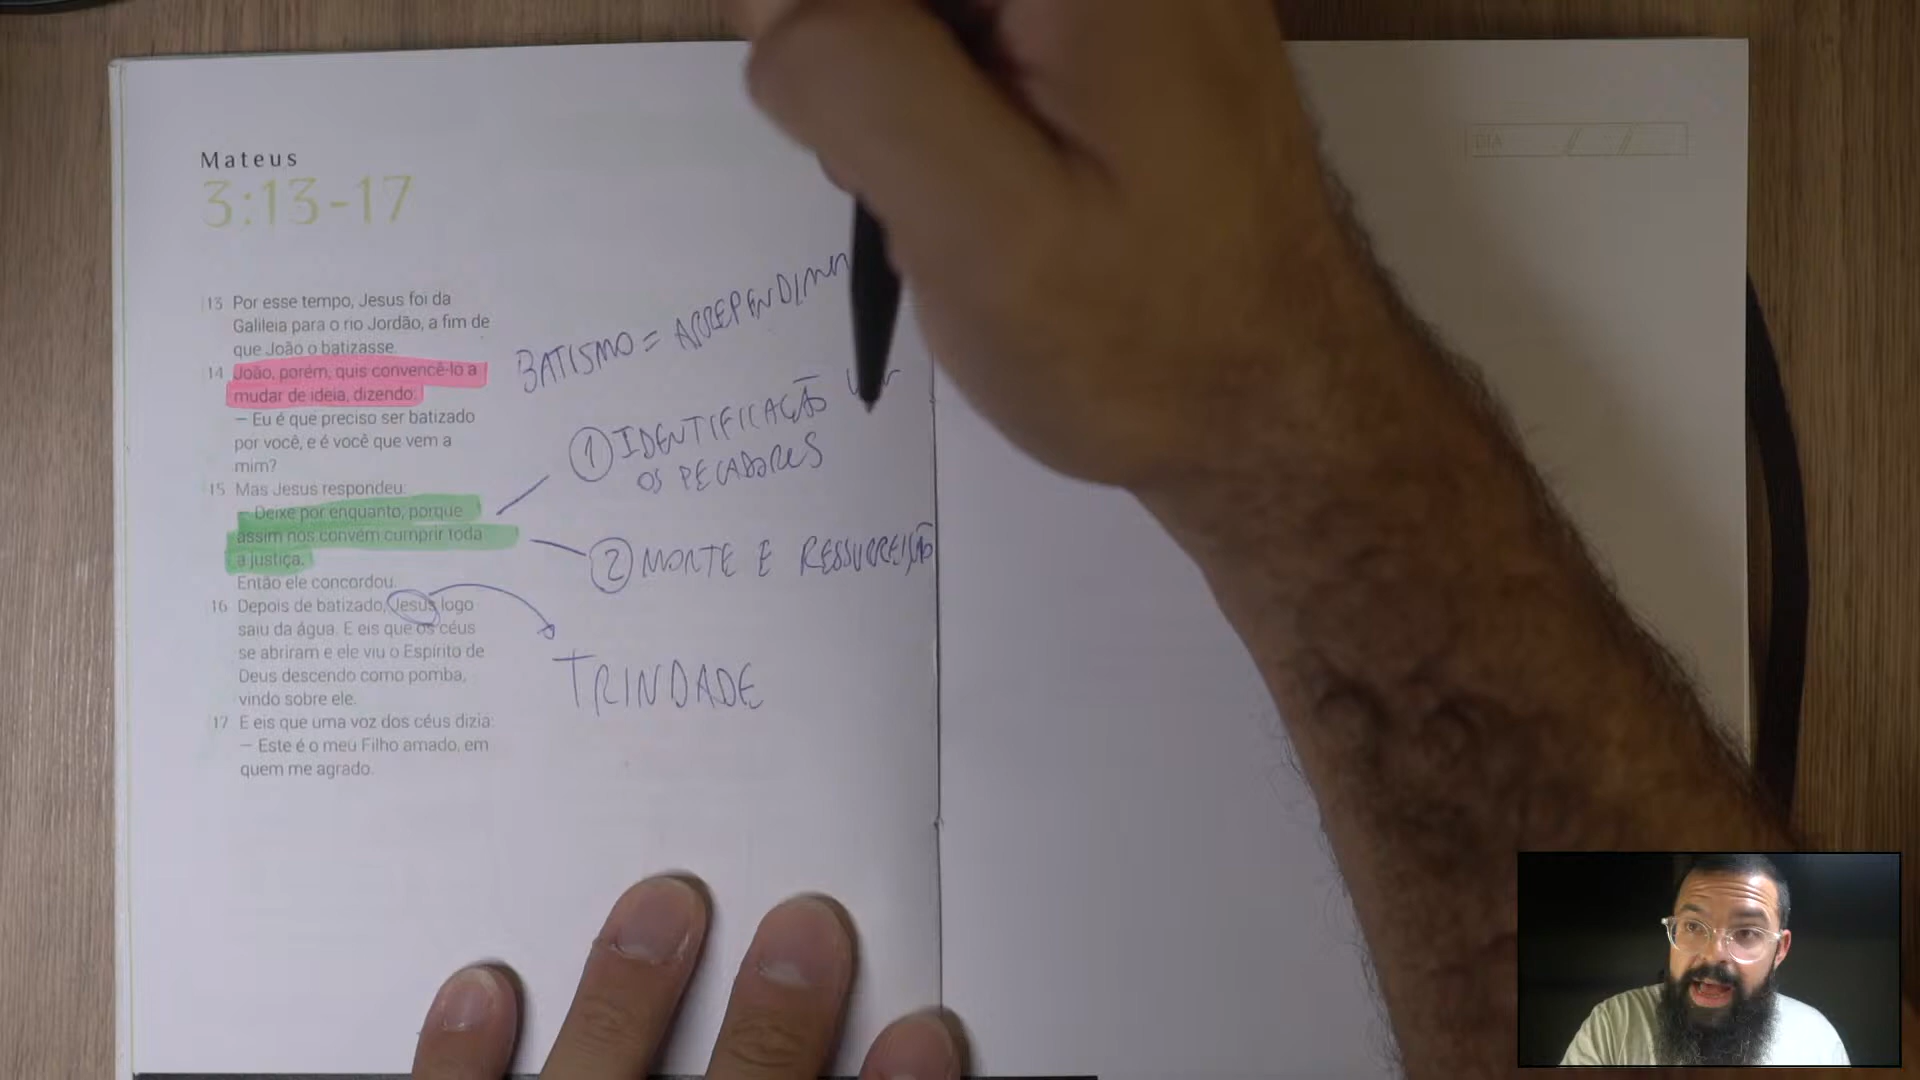 Mateus
3:13-17
13 Por esse tempo, Jesus foi da
Galileia para o rio Jordão, a fim de
que João o batizasse.
14 João, porém, quis convencê-lo a
mudar de ideia, dizendo:
— Eu é que preciso ser batizado
por você, e é você que vem a
mim?
15 Mas Jesus respondeu:
— Deixe por enquanto, porque
assim nos convém cumprir toda
a justiça.
Então ele concordou.
16 Depois de batizado, Jesus logo
saiu da água. E eis que os céus
se abriram e ele viu o Espírito de
Deus descendo como pomba,
vindo sobre ele.
17 E eis que uma voz dos céus dizia:
— Este é o meu Filho amado, em
quem me agrado.
BATISMO =
1 IDENTIFICAÇÃO
OS PECADORES
2 MORTE E RESSURREIÇÃO
TRINDADE
DIA / /